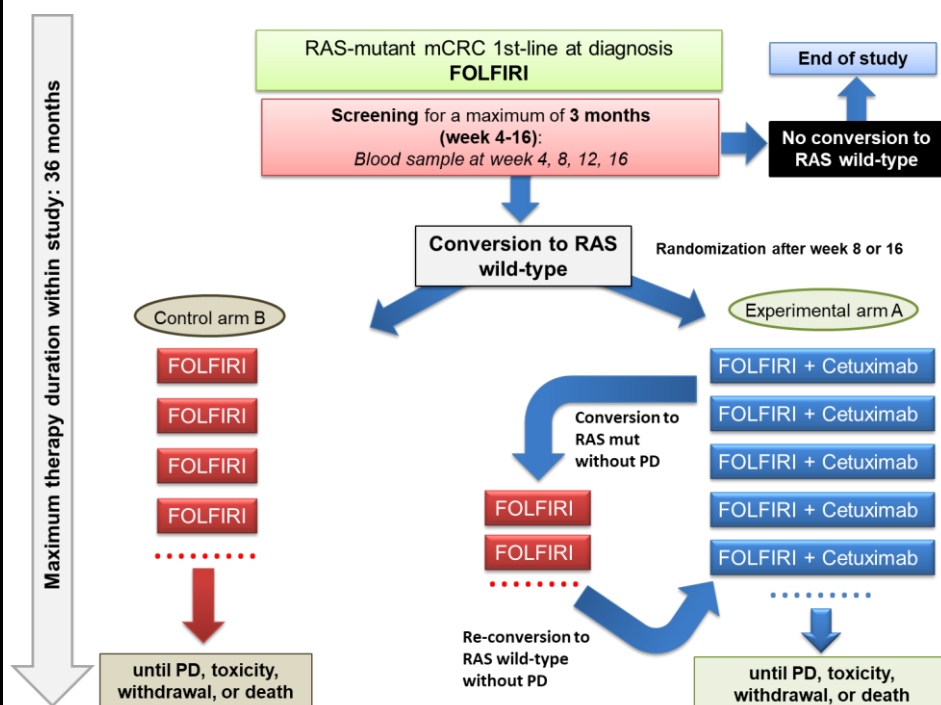 Maximum therapy duration within study: 36 months
RAS-mutant mCRC 1st-line at diagnosis
FOLFIRI
Screening for a maximum of 3 months
(week 4-16):
Blood sample at week 4, 8, 12, 16
End of study
No conversion to
RAS wild-type
Conversion to RAS
wild-type
Randomization after week 8 or 16
Control arm B
FOLFIRI
FOLFIRI
FOLFIRI
FOLFIRI
until PD, toxicity,
withdrawal, or death
Conversion to
RAS mut
without PD
FOLFIRI
FOLFIRI
Re-conversion to
RAS wild-type
without PD
Experimental arm A
FOLFIRI + Cetuximab
FOLFIRI + Cetuximab
FOLFIRI + Cetuximab
FOLFIRI + Cetuximab
FOLFIRI + Cetuximab
until PD, toxicity,
withdrawal, or death